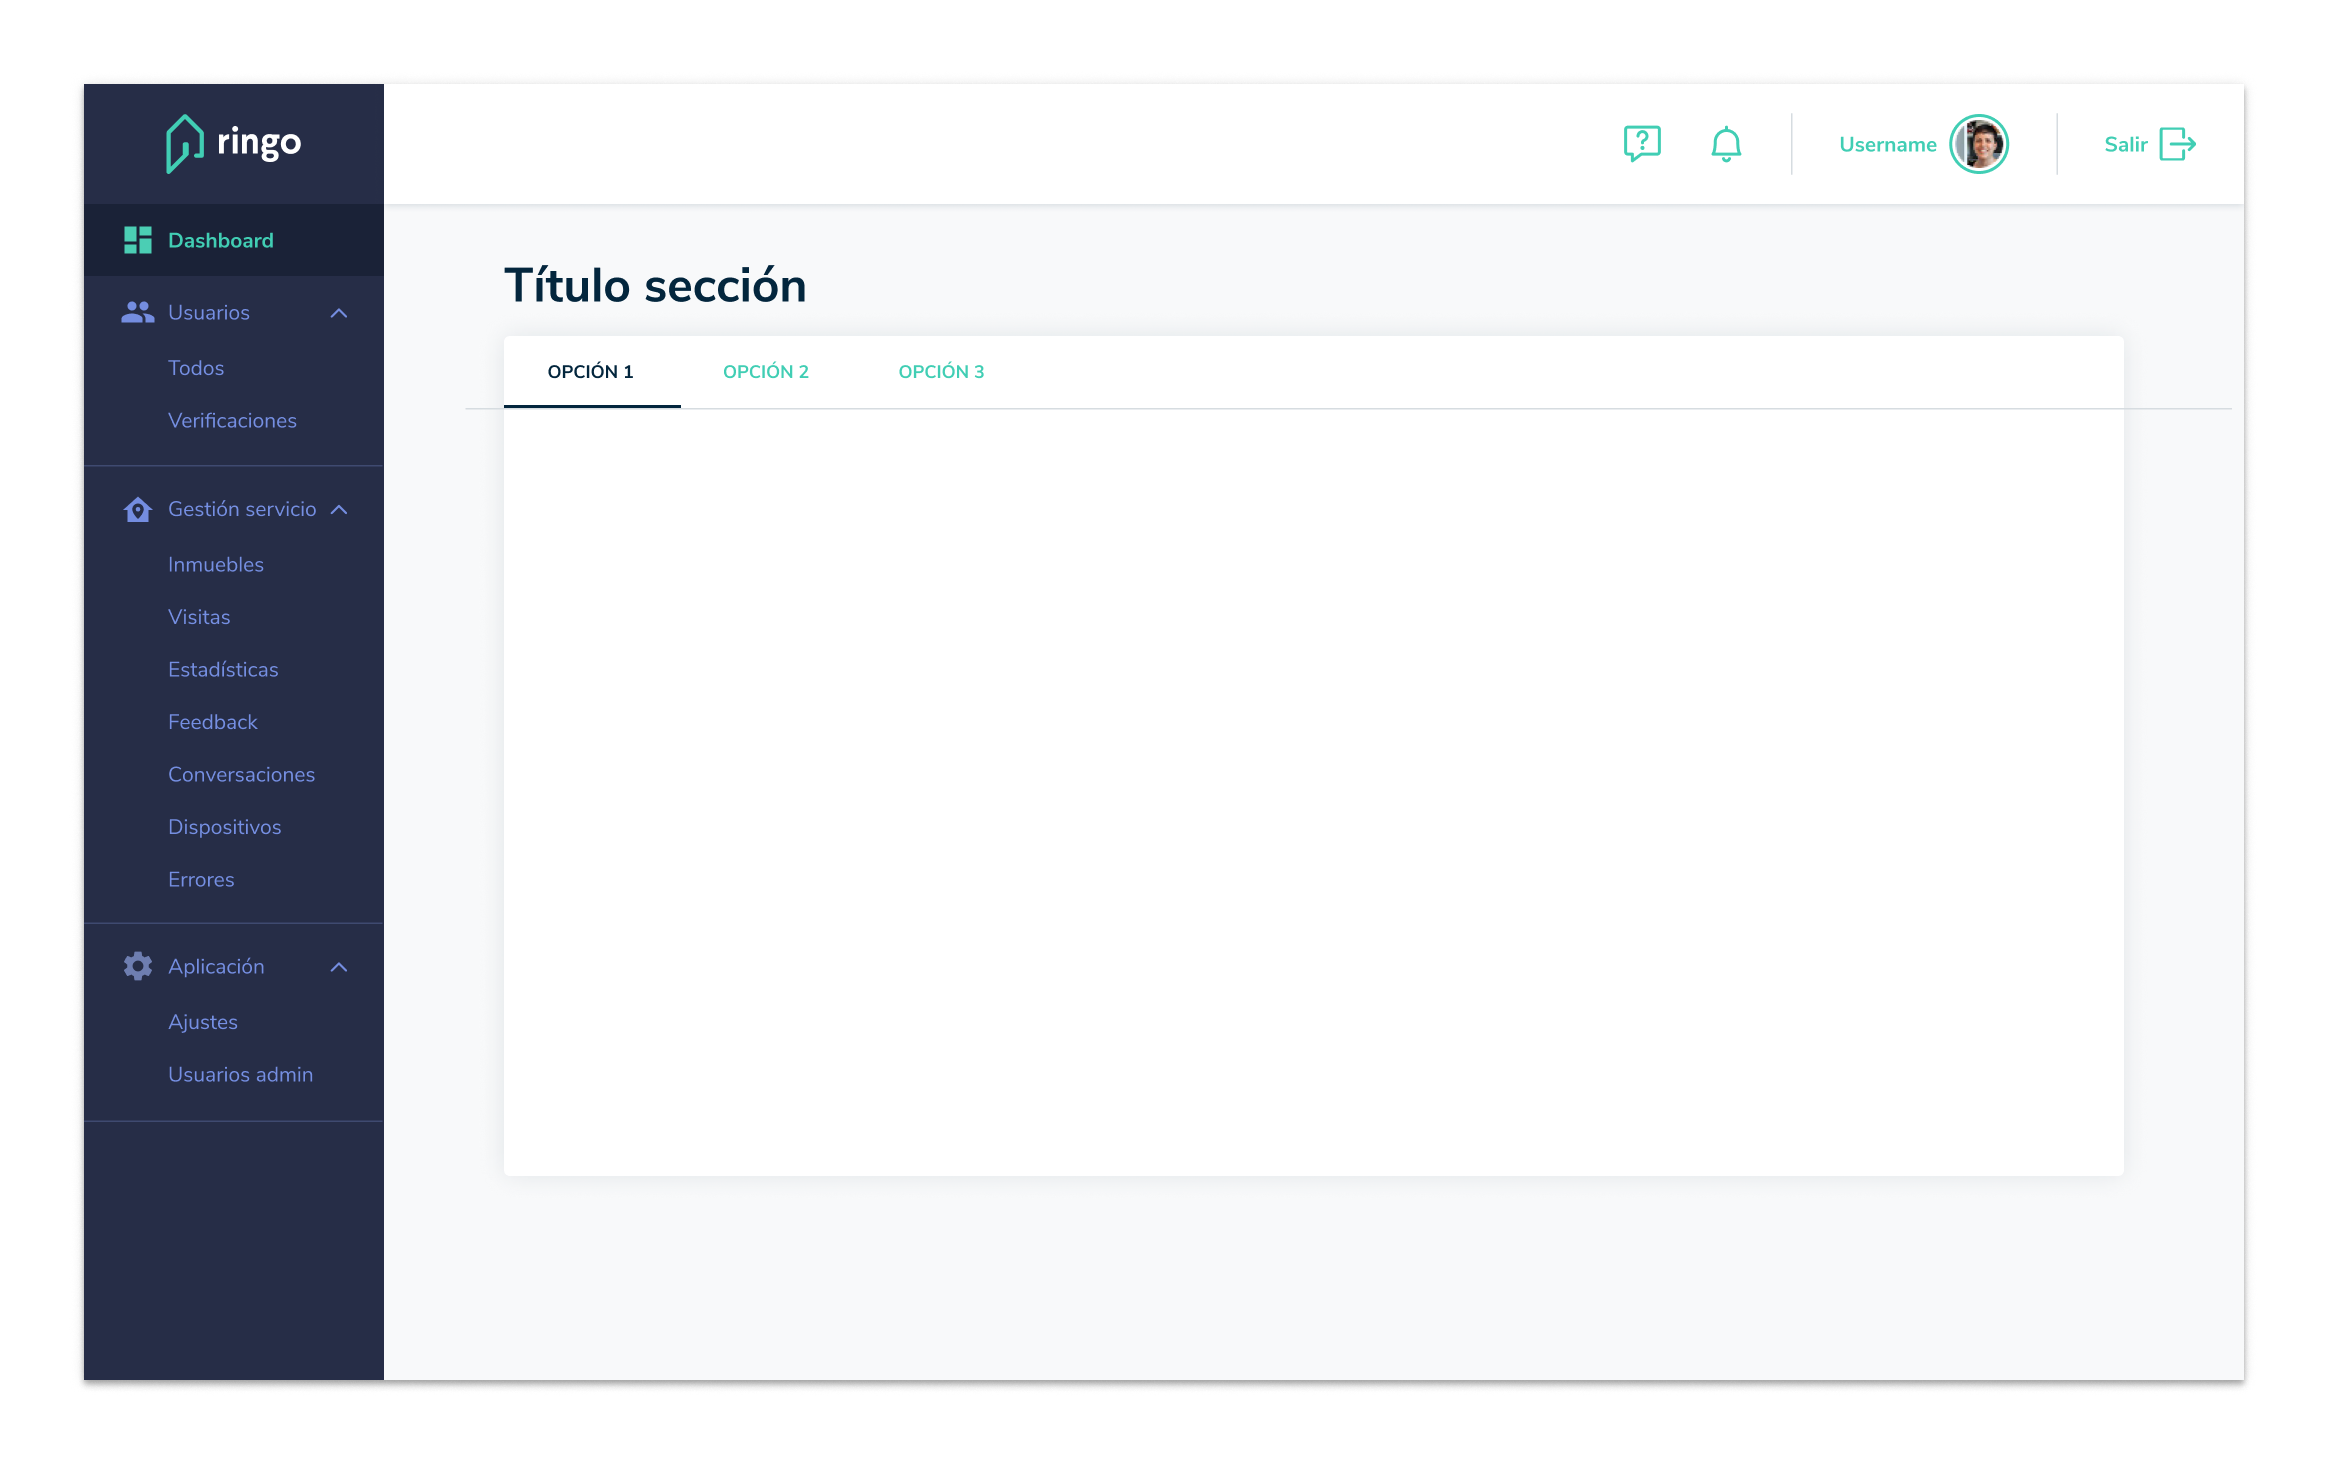 ringo
Username
Salir
Dashboard
Usuarios
Todos
Verificaciones
Gestión servicio
Inmuebles
Visitas
Estadísticas
Feedback
Conversaciones
Dispositivos
Errores
Aplicación
Ajustes
Usuarios admin
Título sección
OPCIÓN 1 OPCIÓN 2 OPCIÓN 3